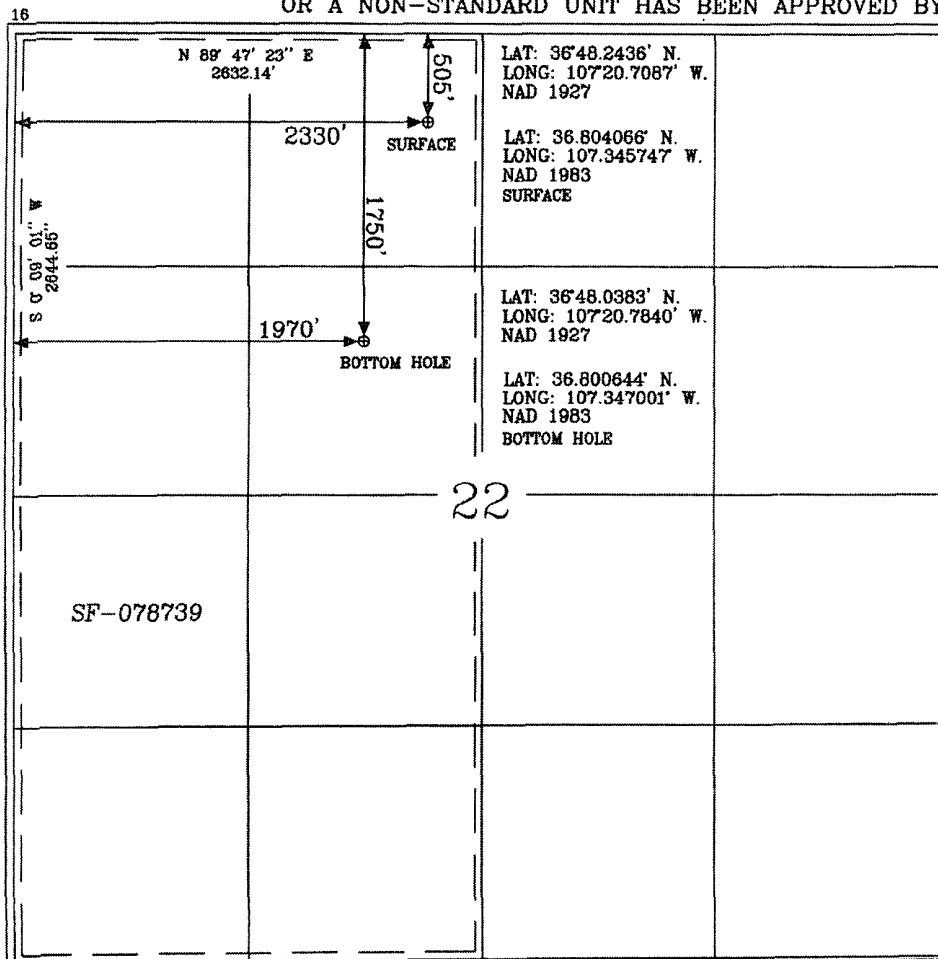 OR A NON-STANDARD UNIT HAS BEEN APPROVED BY
16
N 89° 47' 23" E
2632.14'
505'
2330'
SURFACE
1750'
S 0° 09' 01" W
2644.65'
1970'
BOTTOM HOLE
LAT: 36°48.2436' N.
LONG: 107°20.7087' W.
NAD 1927
LAT: 36.804066° N.
LONG: 107.345747° W.
NAD 1983
SURFACE
LAT: 36°48.0383' N.
LONG: 107°20.7840' W.
NAD 1927
LAT: 36.800644° N.
LONG: 107.347001° W.
NAD 1983
BOTTOM HOLE
22
SF-078739